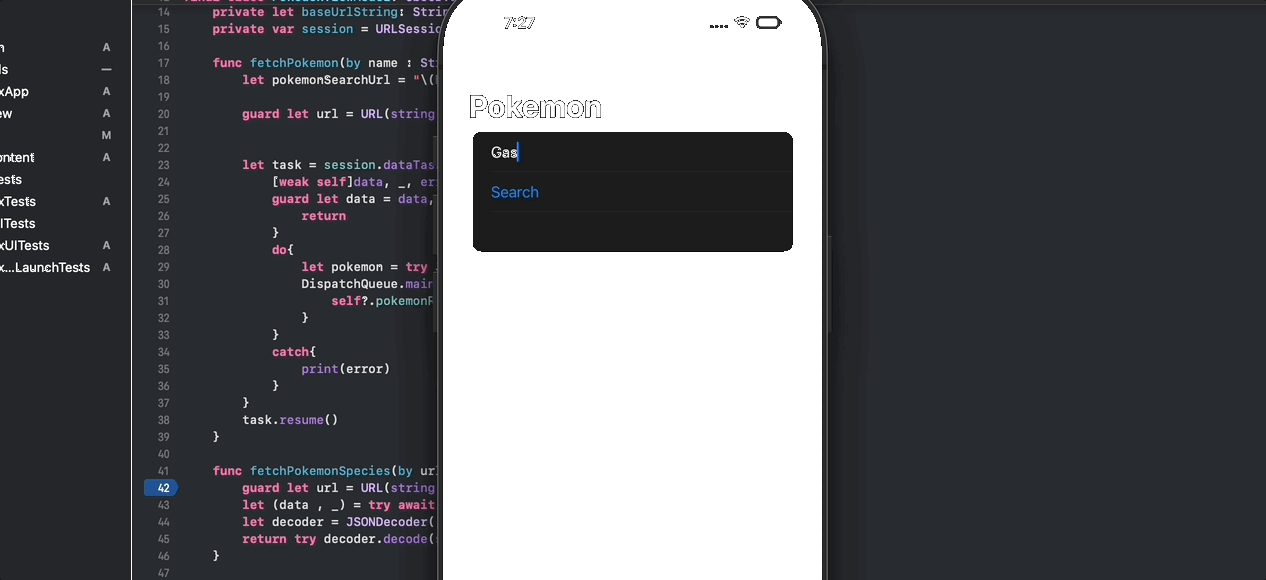 n A
ls —
xApp A
ew A
M
ontent A
ests
xTests A
lTests
xUITests A
x...LaunchTests A
14 private let baseUrlString: Strin
15 private var session = URLSessio
16
17 func fetchPokemon(by name : Str
18 let pokemonSearchUrl = "\(b
19
20 guard let url = URL(string
21
22
23 let task = session.dataTas
24 [weak self]data, _, err
25 guard let data = data,
26 return
27 }
28 do{
29 let pokemon = try
30 DispatchQueue.main
31 self?.pokemonR
32 }
33 }
34 catch{
35 print(error)
36 }
37 }
38 task.resume()
39 }
40
41 func fetchPokemonSpecies(by url
42 guard let url = URL(string
43 let (data , _) = try await
44 let decoder = JSONDecoder(
45 return try decoder.decode(
46 }
47
7:27
Pokemon
Gas
Search